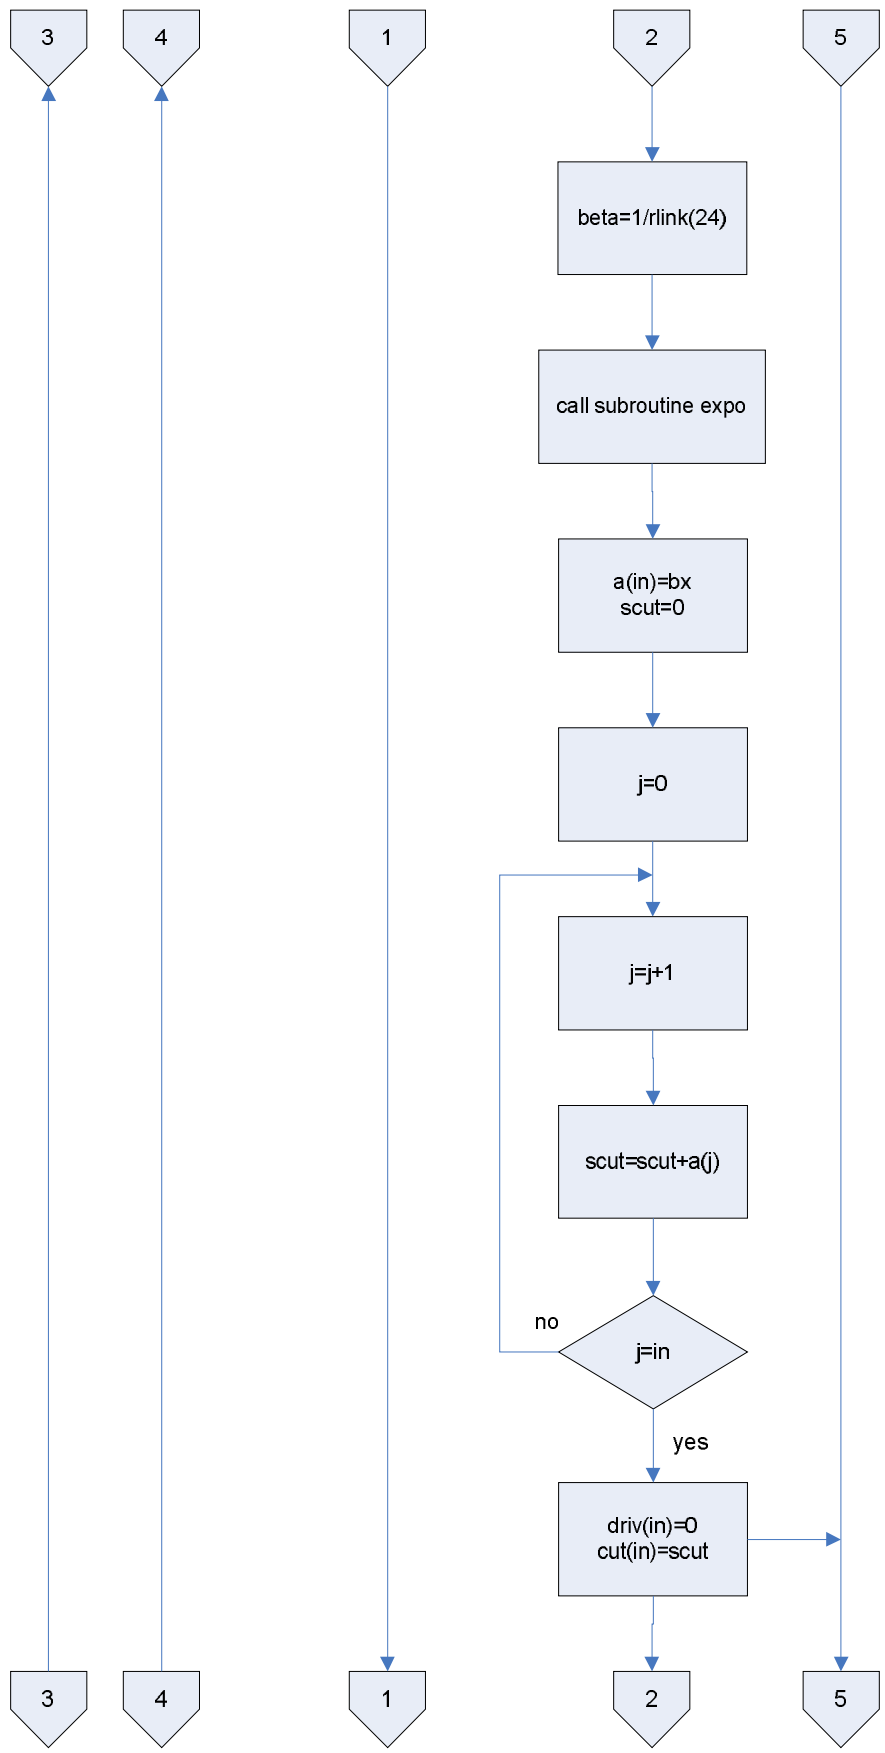 3
4
1
2
5
beta=1/rlink(24)
call subroutine expo
a(in)=bx
scut=0
j=0
j=j+1
scut=scut+a(j)
no
j=in
yes
driv(in)=0
cut(in)=scut
3
4
1
2
5